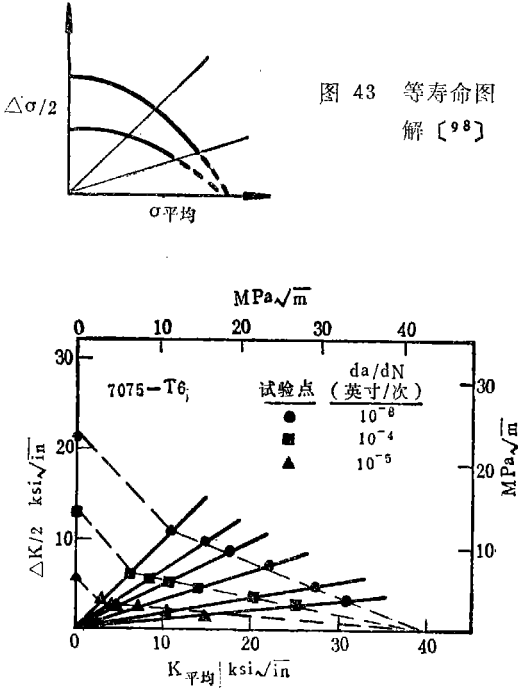 △σ/2
σ平均
图 43 等寿命图
解〔98〕
MPa√m
0 10 20 30 40
30
20
10
0
△K/2 ksi√in
7075-T6
试验点
da/dN
(英寸/次)
● 10⁻⁶
■ 10⁻⁴
▲ 10⁻⁵
30
20
10
MPa√m
0 10 20 30 40
K平均 ksi√in